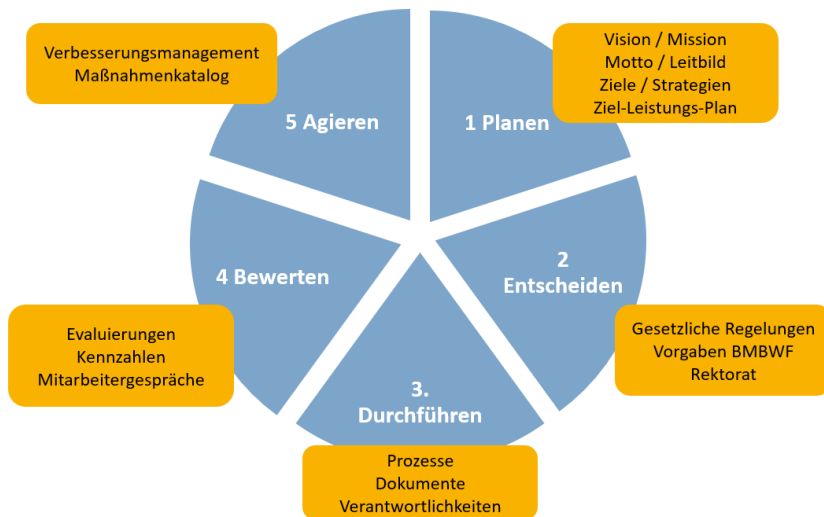 Verbesserungsmanagement
Maßnahmenkatalog
5 Agieren
Vision / Mission
Motto / Leitbild
Ziele / Strategien
Ziel-Leistungs-Plan
1 Planen
2
Entscheiden
Gesetzliche Regelungen
Vorgaben BMBWF
Rektorat
3.
Durchführen
Prozesse
Dokumente
Verantwortlichkeiten
4 Bewerten
Evaluierungen
Kennzahlen
Mitarbeitergespräche